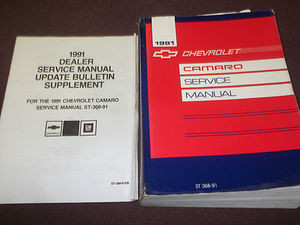 1991
DEALER
SERVICE MANUAL
UPDATE BULLETIN
SUPPLEMENT
FOR THE 1991 CHEVROLET CAMARO
SERVICE MANUAL ST-368-91
1991
CHEVROLET
CAMARO
SERVICE
MANUAL
ST 368-91